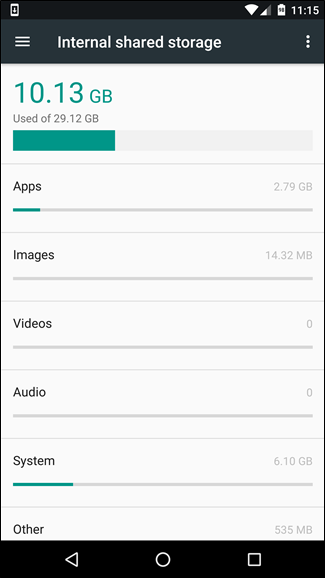 11:15
Internal shared storage
10.13 GB
Used of 29.12 GB
Apps 2.79 GB
Images 14.32 MB
Videos 0
Audio 0
System 6.10 GB
Other 535 MB